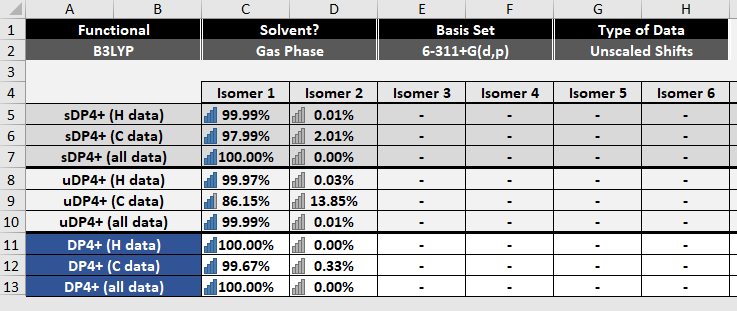 A B C D E F G H
1 Functional Solvent? Basis Set Type of Data
2 B3LYP Gas Phase 6-311+G(d,p) Unscaled Shifts
3
4 Isomer 1 Isomer 2 Isomer 3 Isomer 4 Isomer 5 Isomer 6
5 sDP4+ (H data) 99.99% 0.01% - - - -
6 sDP4+ (C data) 97.99% 2.01% - - - -
7 sDP4+ (all data) 100.00% 0.00% - - - -
8 uDP4+ (H data) 99.97% 0.03% - - - -
9 uDP4+ (C data) 86.15% 13.85% - - - -
10 uDP4+ (all data) 99.99% 0.01% - - - -
11 DP4+ (H data) 100.00% 0.00% - - - -
12 DP4+ (C data) 99.67% 0.33% - - - -
13 DP4+ (all data) 100.00% 0.00% - - - -